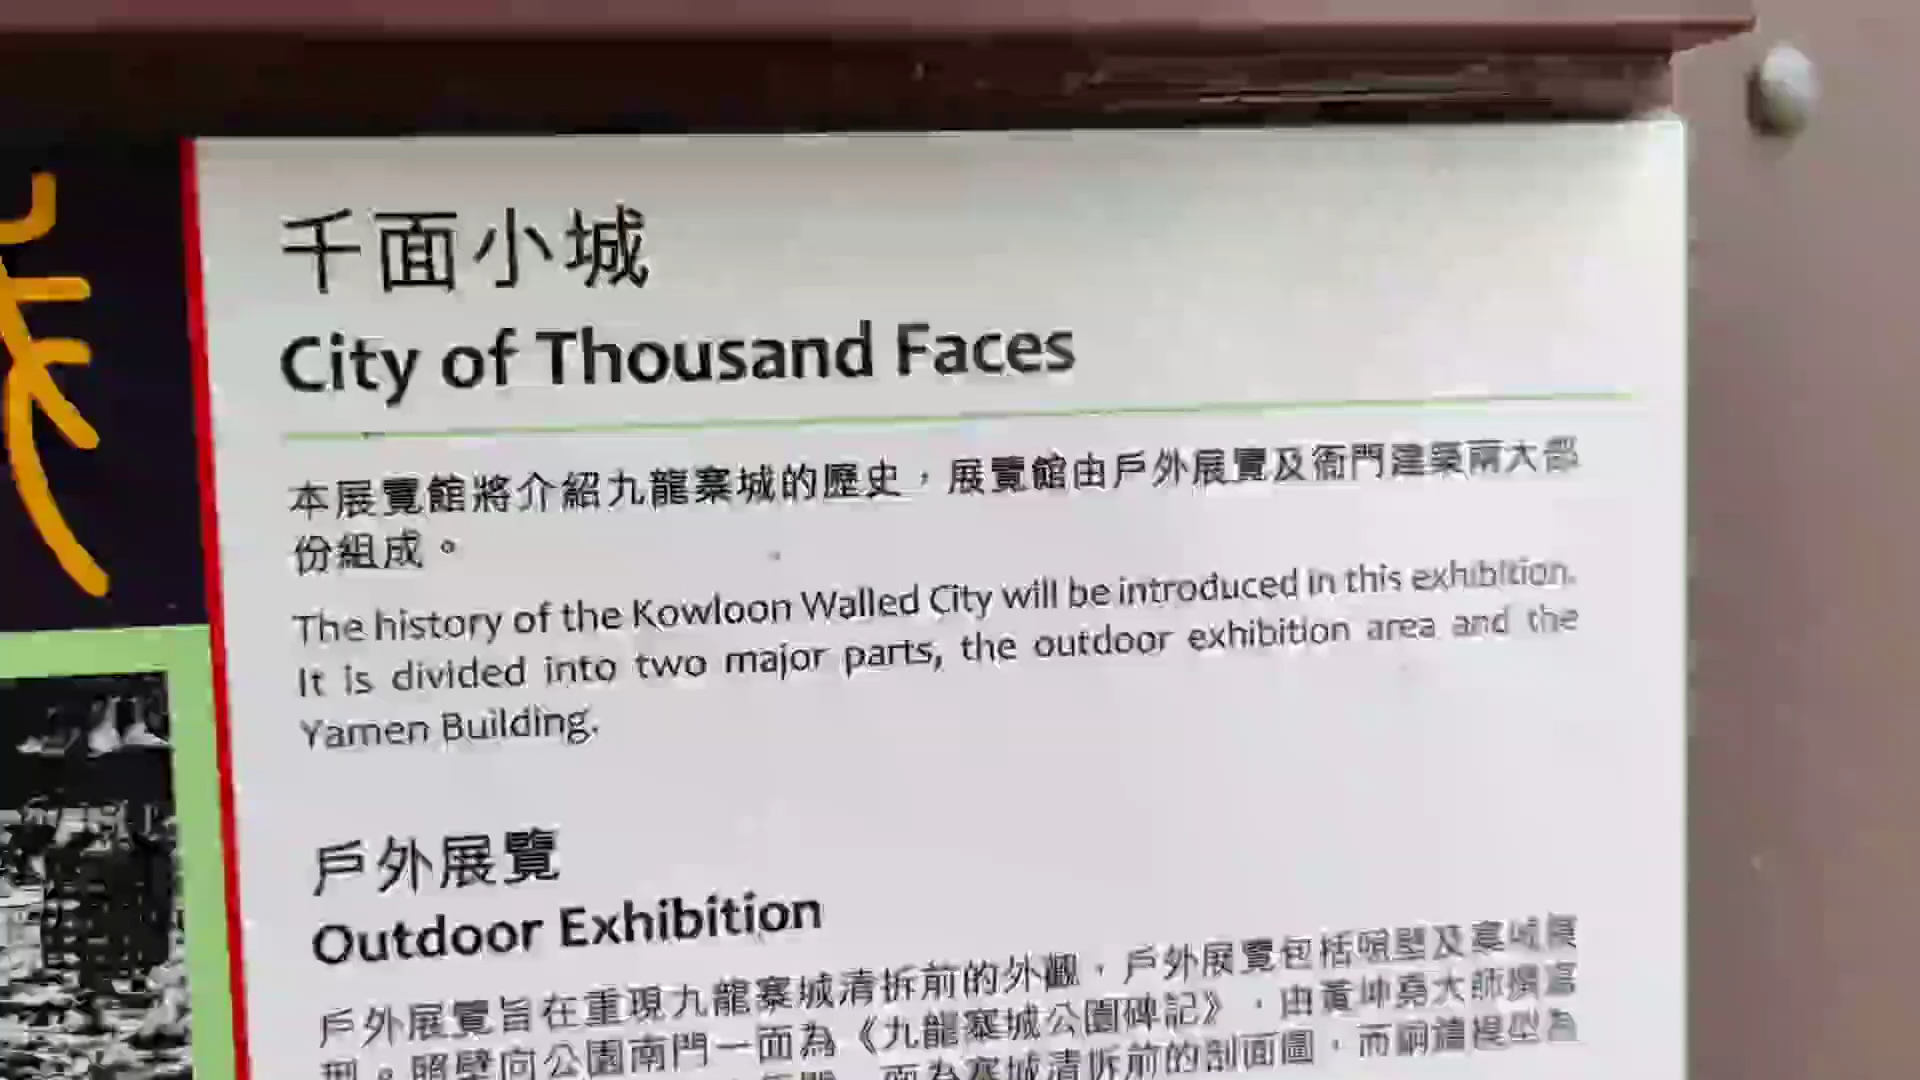 千面小城
City of Thousand Faces
本展覽館將介紹九龍寨城的歷史，展覽館由戶外展覽及衙門建築兩大部
份組成。
The history of the Kowloon Walled City will be introduced in this exhibition.
It is divided into two major parts, the outdoor exhibition area and the
Yamen Building.
戶外展覽
Outdoor Exhibition
戶外展覽旨在重現九龍寨城清拆前的外觀，戶外展覽包括照壁及寨城模
型。照壁向公園南門一面為《九龍寨城公園碑記》，由黃坤堯大師撰寫
面為寨城清拆前的剖面圖，而銅鑄模型為